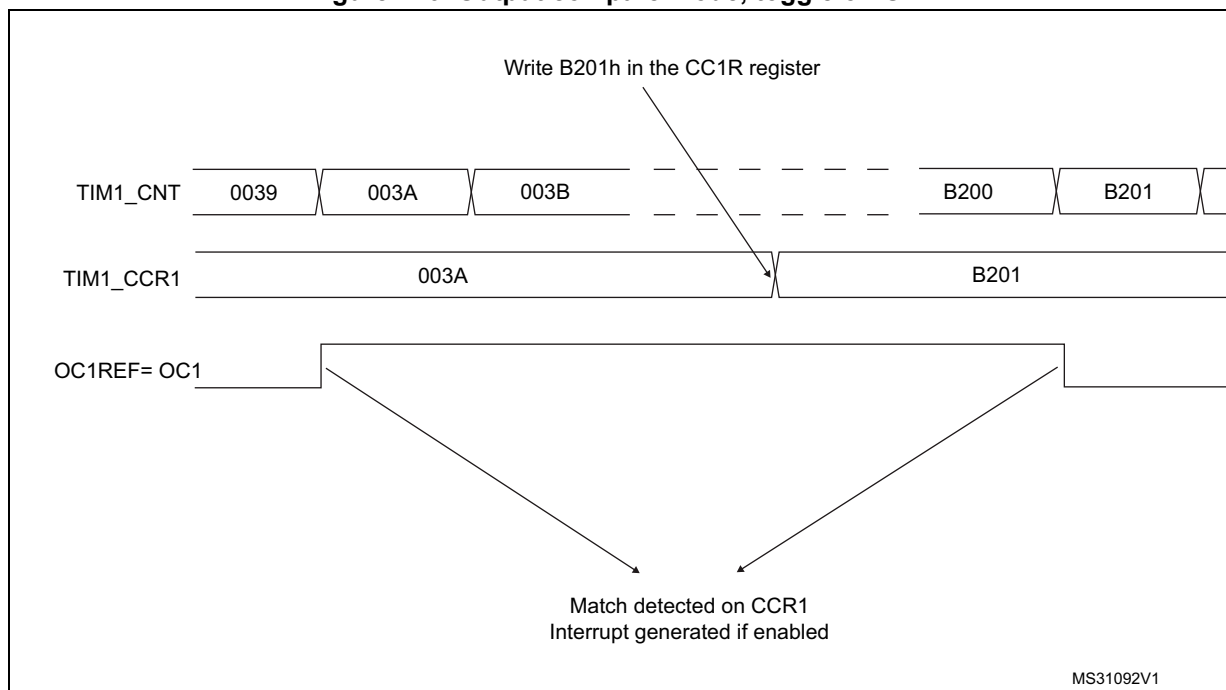 Write B201h in the CC1R register
TIM1_CNT 0039 003A 003B B200 B201
TIM1_CCR1 003A B201
OC1REF= OC1
Match detected on CCR1
Interrupt generated if enabled
MS31092V1